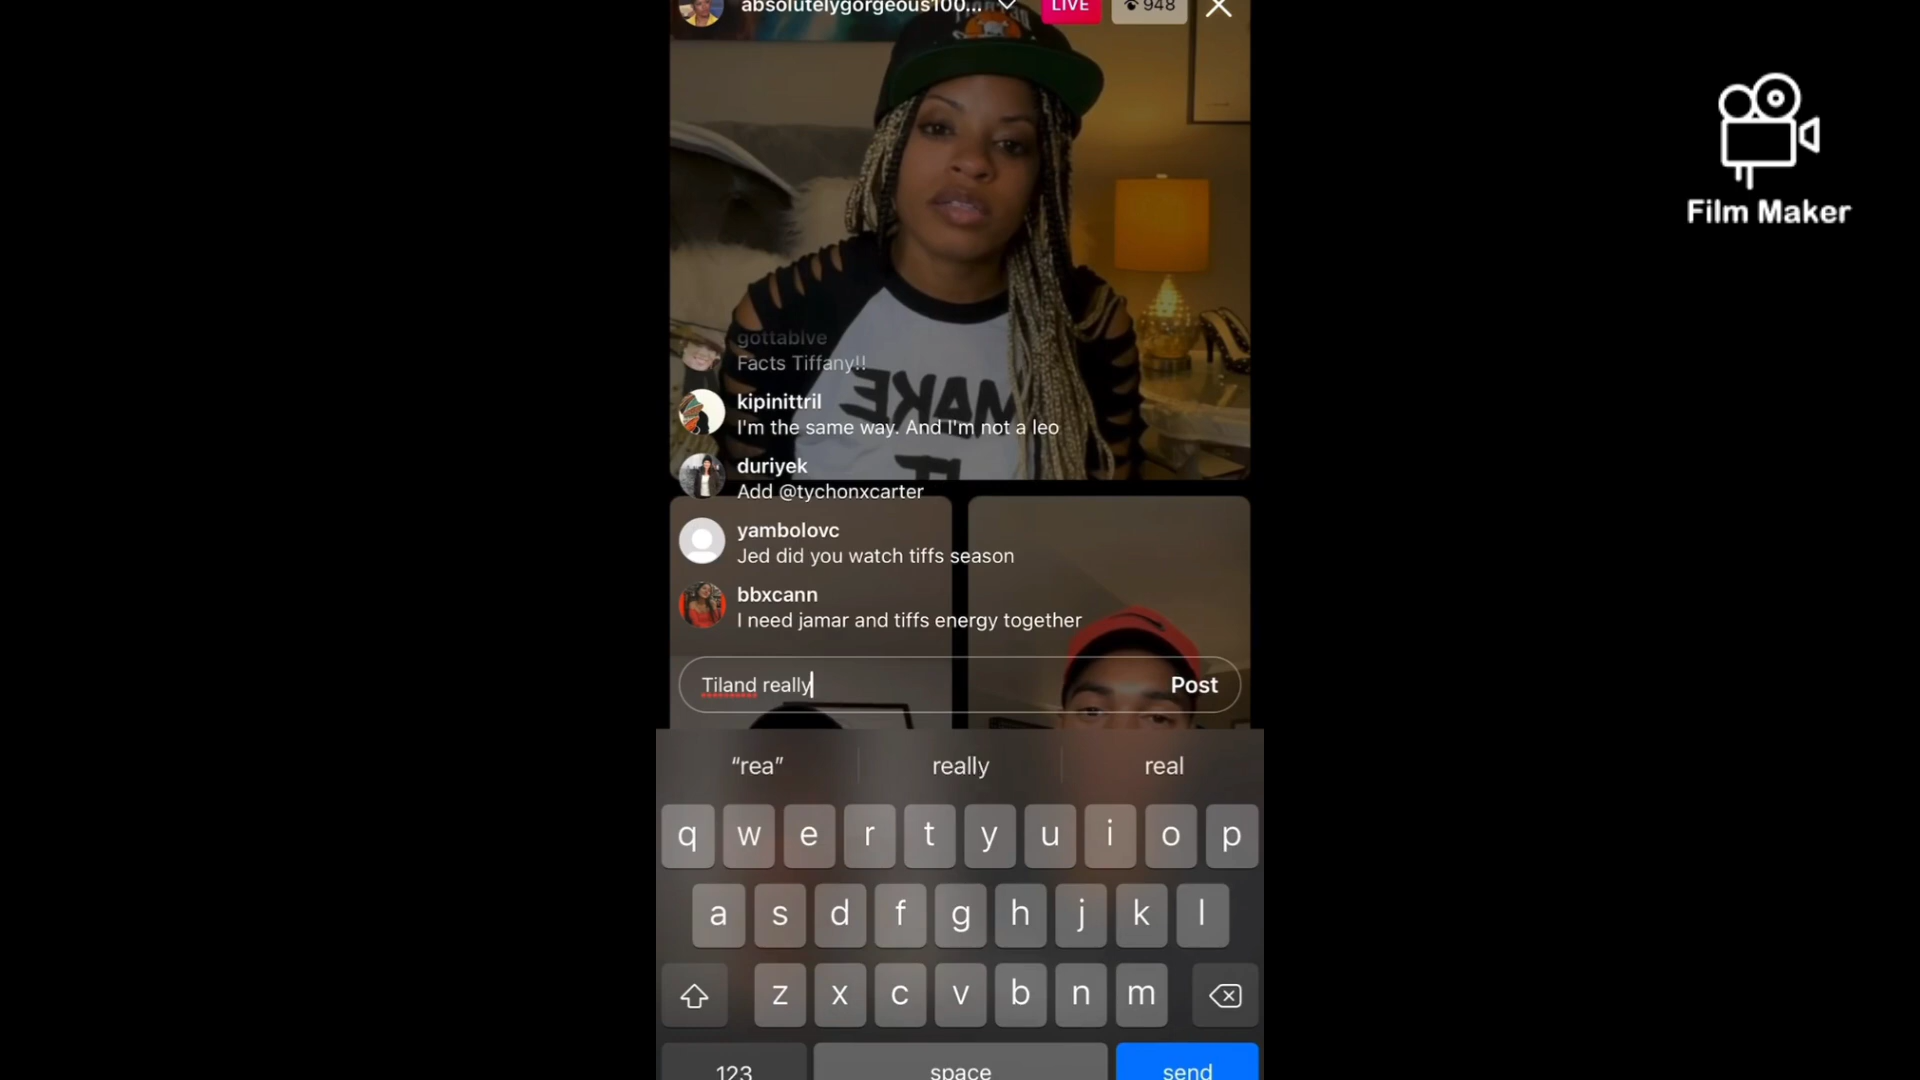 absolutelygorgeous100...
LIVE
948
gottablve
Facts Tiffany!!
kipinittril
I'm the same way. And I'm not a leo
duriyek
Add @tychonxcarter
yambolovc
Jed did you watch tiffs season
bbxcann
I need jamar and tiffs energy together
Tiland really
Post
“rea”
really
real
q w e r t y u i o p
a s d f g h j k l
z x c v b n m
123
space
send
MAKE
IT
Film Maker